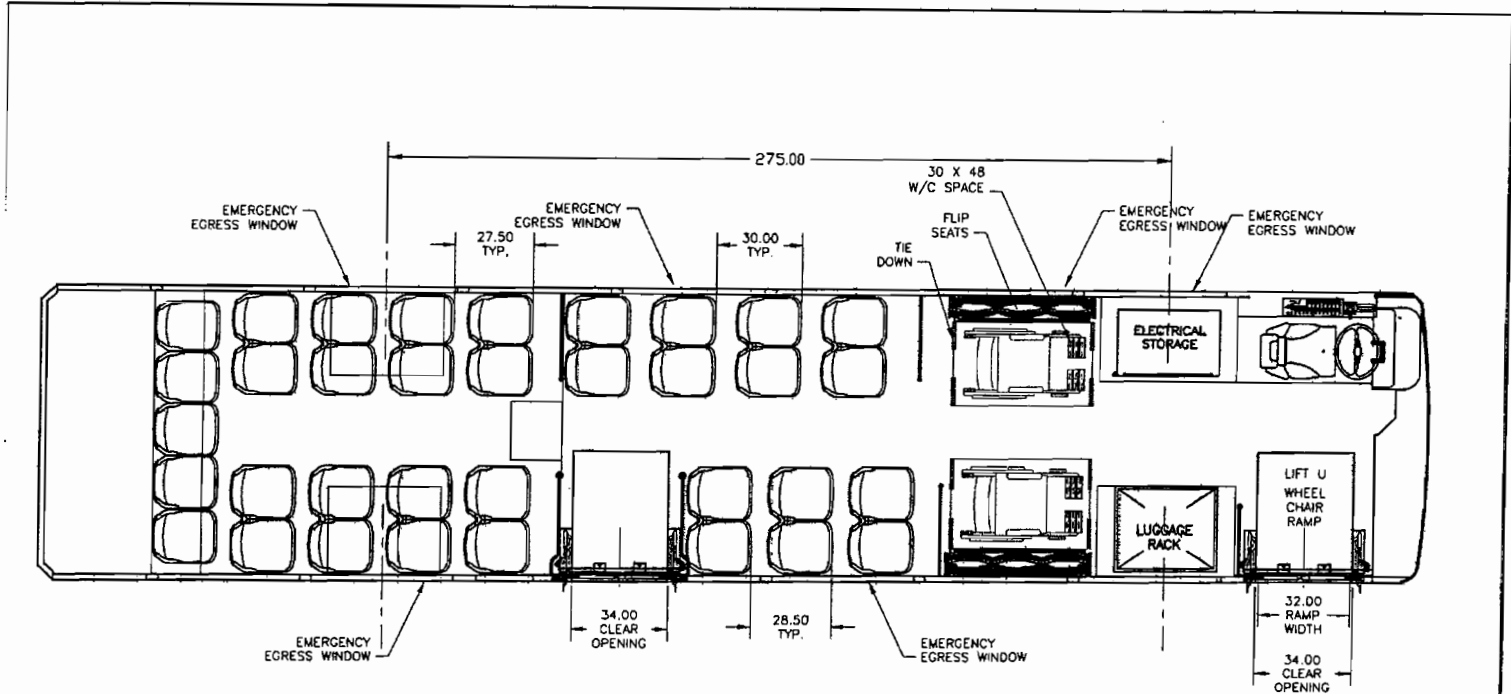 275.00
30 X 48
W/C SPACE
EMERGENCY
EGRESS WINDOW
EMERGENCY
EGRESS WINDOW
27.50
TYP,
30.00
TYP.
FLIP
SEATS
TIE
DOWN
EMERGENCY
EGRESS WINDOW
EMERGENCY
EGRESS WINDOW
ELECTRICAL
STORAGE
LUGGAGE
RACK
LIFT U
WHEEL
CHAIR
RAMP
EMERGENCY
EGRESS WINDOW
34.00
CLEAR
OPENING
28.50
TYP.
EMERGENCY
EGRESS WINDOW
32.00
RAMP
WIDTH
34.00
CLEAR
OPENING